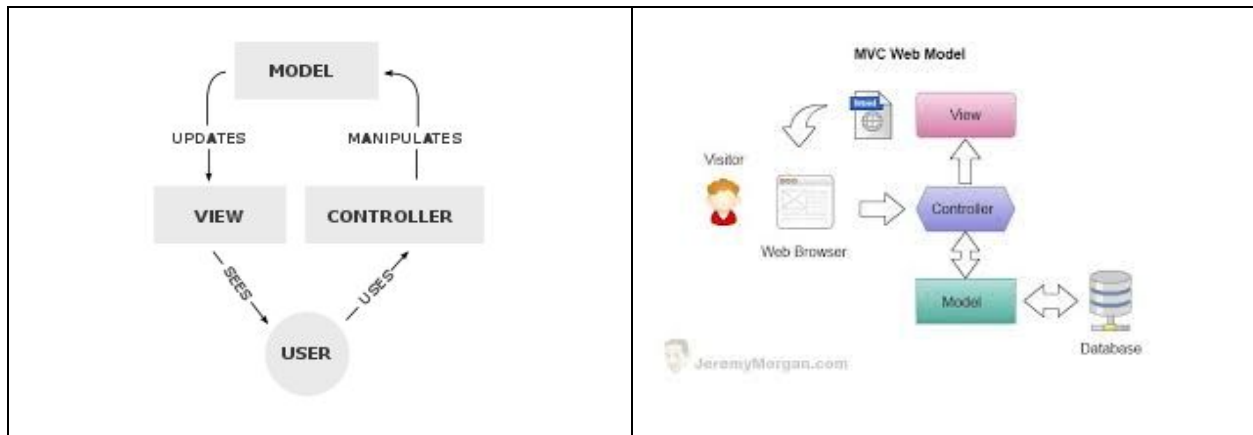 MODEL
UPDATES
MANIPULATES
VIEW
CONTROLLER
SEES
USES
USER
MVC Web Model
html
View
Visitor
Controller
Web Browser
Model
Database
JeremyMorgan.com